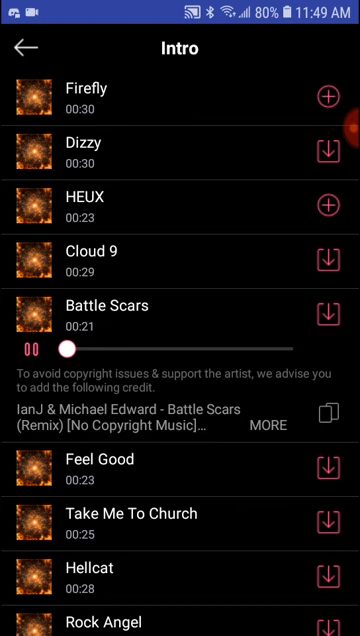 80% 11:49 AM
Intro
Firefly
00:30
Dizzy
00:30
HEUX
00:23
Cloud 9
00:29
Battle Scars
00:21
To avoid copyright issues & support the artist, we advise you
to add the following credit.
IanJ & Michael Edward - Battle Scars
(Remix) [No Copyright Music]... MORE
Feel Good
00:23
Take Me To Church
00:25
Hellcat
00:28
Rock Angel